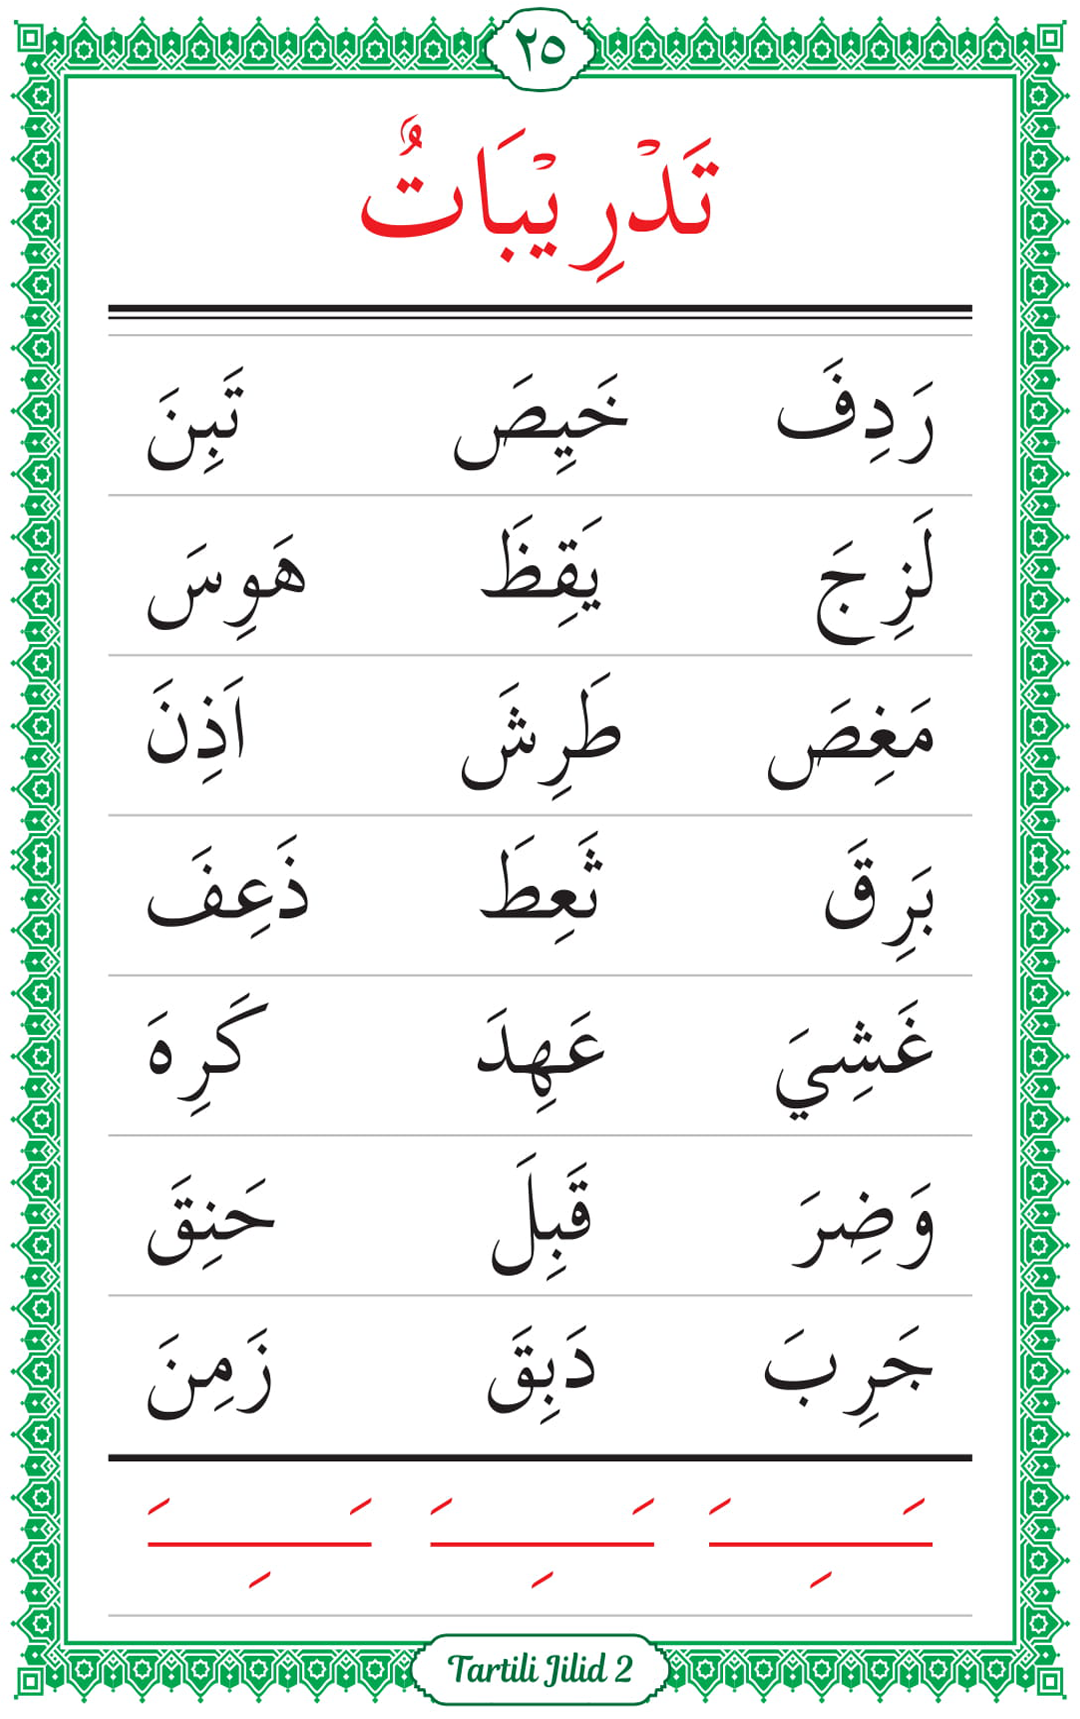 ٢٥
تَدْرِيْبَاتٌ
رَدِفَ خَيِصَ تَبِنَ
لَزِجَ يَقِظَ هَوِسَ
مَغِصَ طَرِشَ اَذِنَ
بَرِقَ ثَعِطَ ذَعِفَ
غَشِيَ عَهِدَ كَرِهَ
وَضِرَ قَبِلَ حَنِقَ
جَرِبَ دَبِقَ زَمِنَ
Tartili Jilid 2